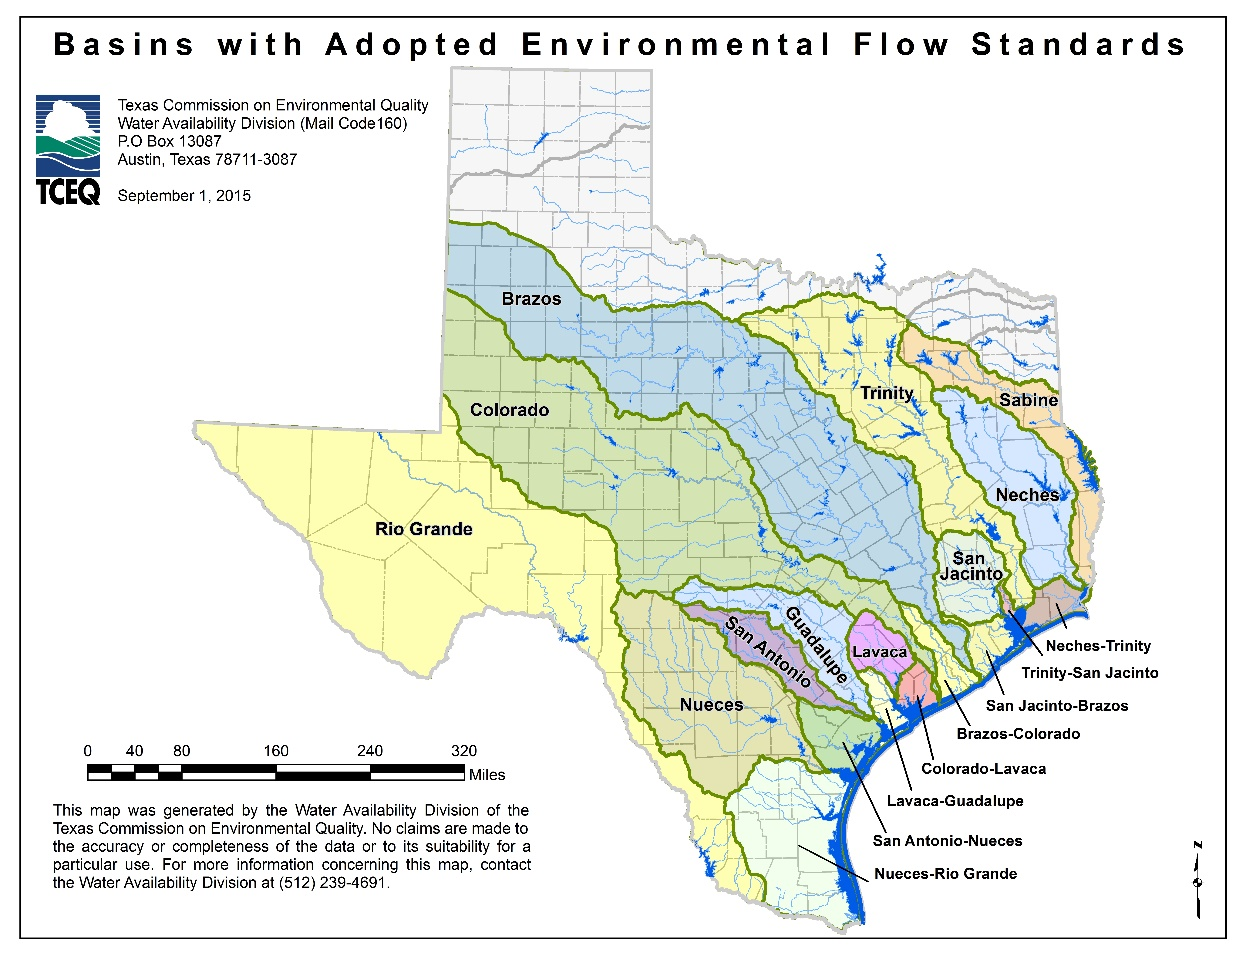 Basins with Adopted Environmental Flow Standards
Texas Commission on Environmental Quality
Water Availability Division (Mail Code160)
P.O Box 13087
Austin, Texas 78711-3087
TCEQ
September 1, 2015
Brazos
Trinity
Sabine
Colorado
Neches
Rio Grande
San
Jacinto
Guadalupe
San Antonio
Lavaca
Nueces
Neches-Trinity
Trinity-San Jacinto
San Jacinto-Brazos
Brazos-Colorado
Colorado-Lavaca
Lavaca-Guadalupe
San Antonio-Nueces
Nueces-Rio Grande
0 40 80 160 240 320
Miles
This map was generated by the Water Availability Division of the
Texas Commission on Environmental Quality. No claims are made to
the accuracy or completeness of the data or to its suitability for a
particular use. For more information concerning this map, contact
the Water Availability Division at (512) 239-4691.
N